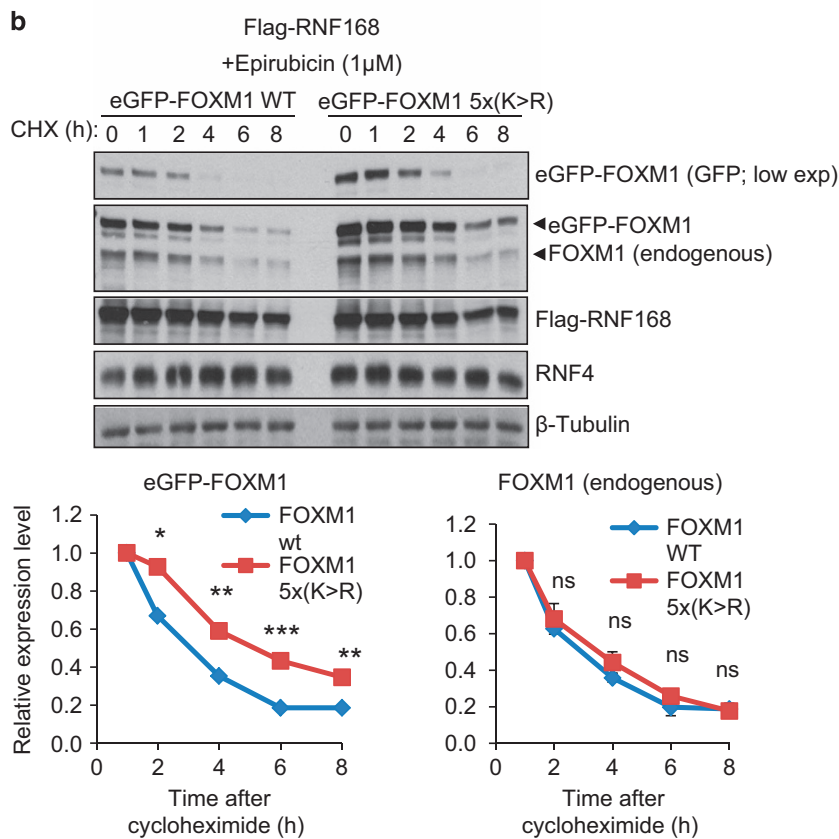 b
Flag-RNF168
+Epirubicin (1μM)
eGFP-FOXM1 WT eGFP-FOXM1 5x(K>R)
CHX (h): 0 1 2 4 6 8 0 1 2 4 6 8
eGFP-FOXM1 (GFP; low exp)
eGFP-FOXM1
FOXM1 (endogenous)
Flag-RNF168
RNF4
β-Tubulin
eGFP-FOXM1
Relative expression level
1.2
1.0
0.8
0.6
0.4
0.2
0.0
0 2 4 6 8
Time after
cycloheximide (h)
FOXM1
wt
FOXM1
5x(K>R)
*
**
***
**
FOXM1 (endogenous)
1.2
1.0
0.8
0.6
0.4
0.2
0.0
0 2 4 6 8
Time after
cycloheximide (h)
FOXM1
WT
FOXM1
5x(K>R)
ns
ns
ns
ns